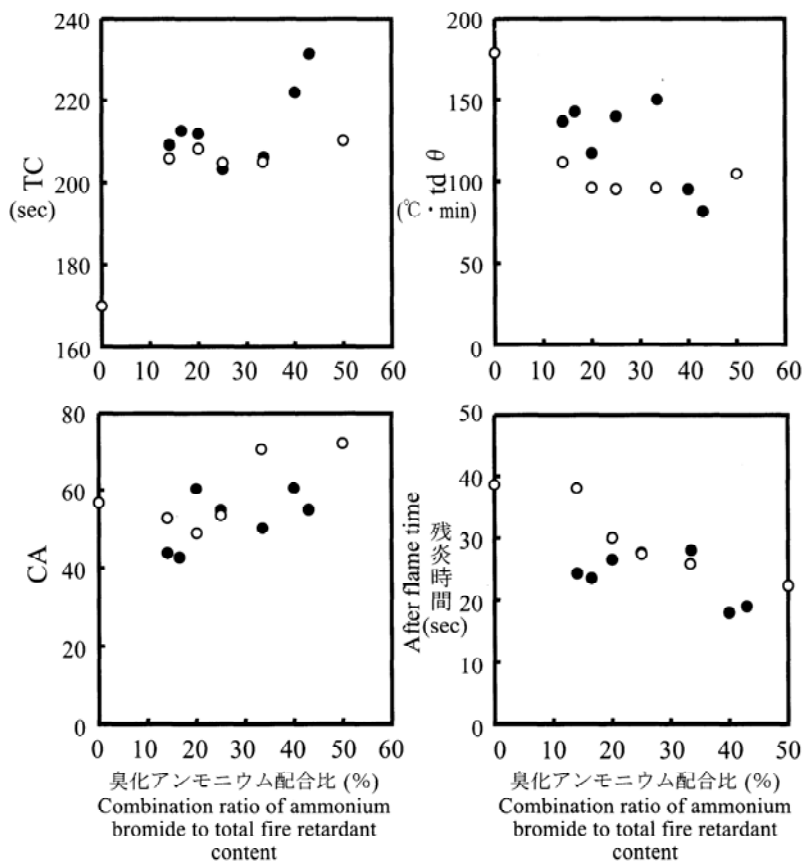 240
220
200
180
160
TC
(sec)
0 10 20 30 40 50 60
200
150
100
50
0
td θ
(℃・min)
0 10 20 30 40 50 60
80
60
40
20
0
CA
0 10 20 30 40 50 60
臭化アンモニウム配合比 (%)
Combination ratio of ammonium
bromide to total fire retardant
content
50
40
30
20
10
0
After flame time
残炎時間
(sec)
0 10 20 30 40 50
臭化アンモニウム配合比 (%)
Combination ratio of ammonium
bromide to total fire retardant
content